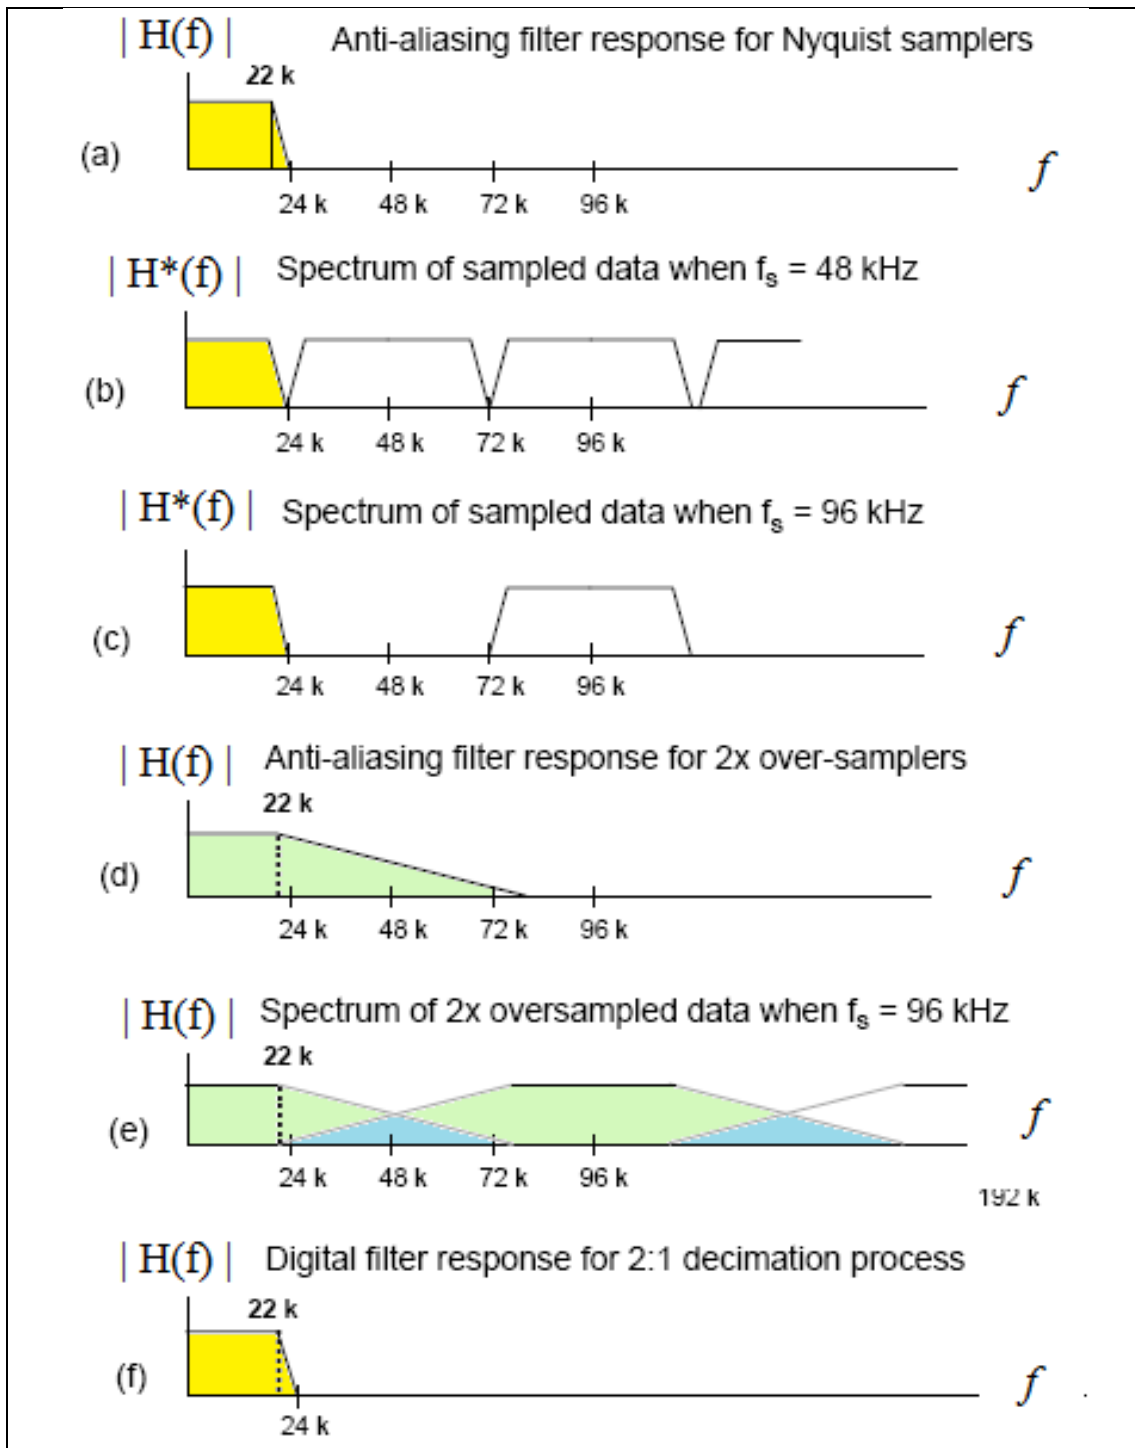 | H(f) | Anti-aliasing filter response for Nyquist samplers
22 k
(a)
f
24 k 48 k 72 k 96 k
| H*(f) | Spectrum of sampled data when fs = 48 kHz
(b)
f
24 k 48 k 72 k 96 k
| H*(f) | Spectrum of sampled data when fs = 96 kHz
(c)
f
24 k 48 k 72 k 96 k
| H(f) | Anti-aliasing filter response for 2x over-samplers
22 k
(d)
f
24 k 48 k 72 k 96 k
| H(f) | Spectrum of 2x oversampled data when fs = 96 kHz
22 k
(e)
f
24 k 48 k 72 k 96 k
192 k
| H(f) | Digital filter response for 2:1 decimation process
22 k
(f)
f
24 k